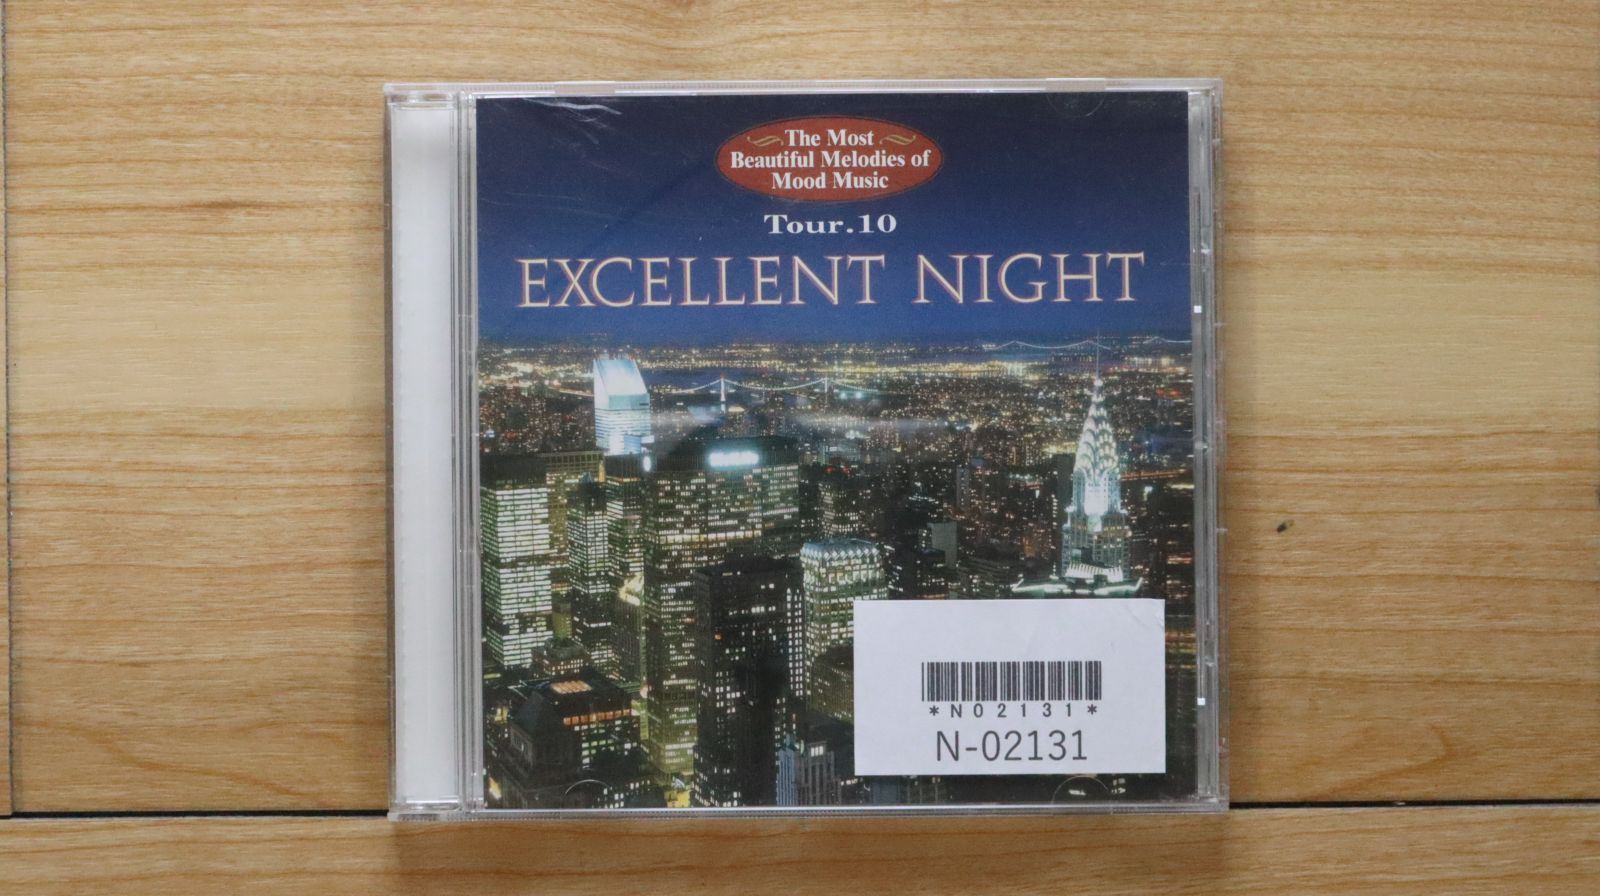 The Most
Beautiful Melodies of
Mood Music
Tour.10
EXCELLENT NIGHT
*N02131*
N-02131